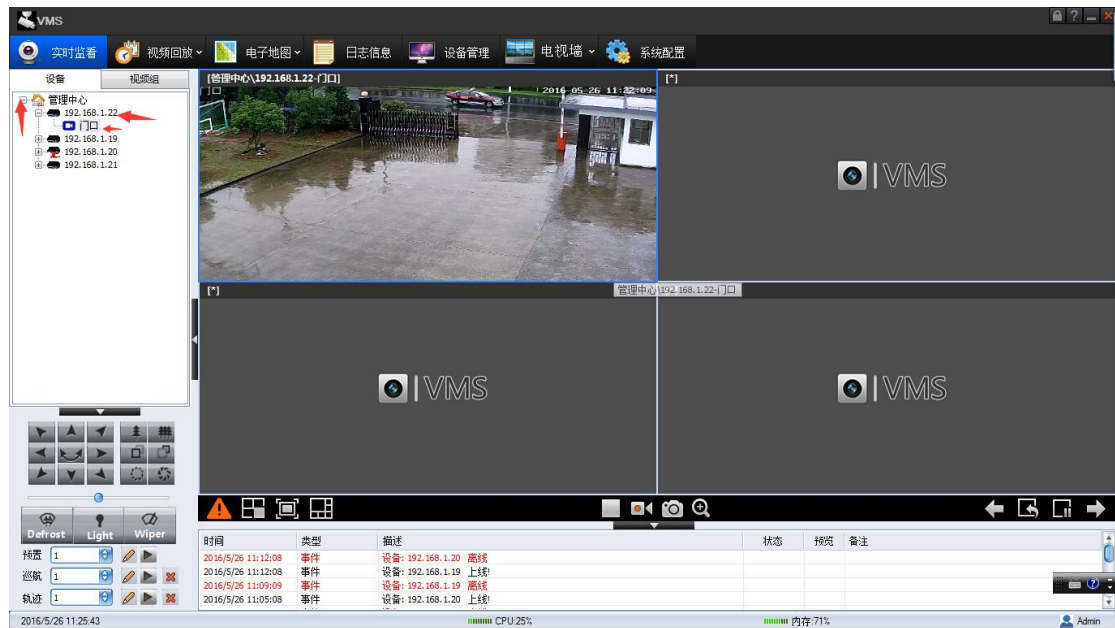 VMS
实时监看 视频回放 电子地图 日志信息 设备管理 电视墙 系统配置
设备 视频组
管理中心
192.168.1.22
门口
192.168.1.19
192.168.1.20
192.168.1.21
[管理中心\192.168.1.22-门口] [*]
门口 2016-05-26 11:22:09
VMS
[*] 管理中心\192.168.1.22-门口
VMS VMS
Defrost Light Wiper
预置 1
巡航 1
轨迹 1
时间 类型 描述 状态 预览 备注
2016/5/26 11:12:08 事件 设备: 192.168.1.20 离线
2016/5/26 11:12:08 事件 设备: 192.168.1.19 上线!
2016/5/26 11:09:09 事件 设备: 192.168.1.19 离线
2016/5/26 11:05:08 事件 设备: 192.168.1.20 上线!
2016/5/26 11:25:43 CPU:25% 内存:71% Admin